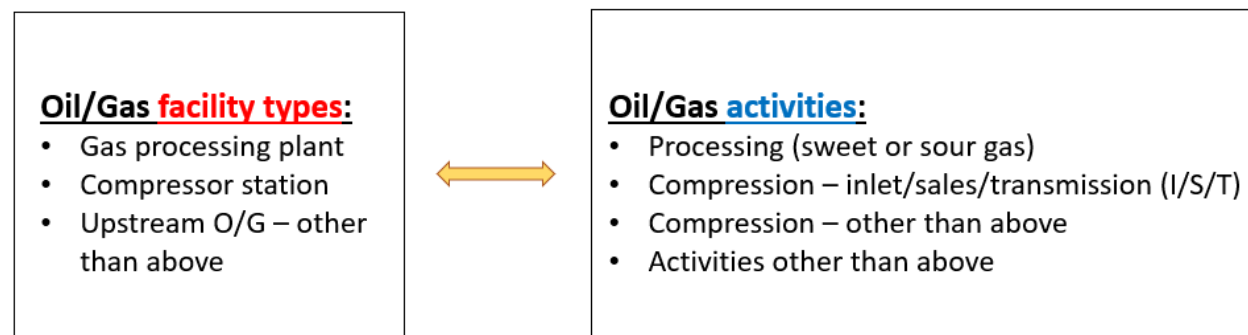 Oil/Gas facility types:
• Gas processing plant
• Compressor station
• Upstream O/G – other
than above
Oil/Gas activities:
• Processing (sweet or sour gas)
• Compression – inlet/sales/transmission (I/S/T)
• Compression – other than above
• Activities other than above